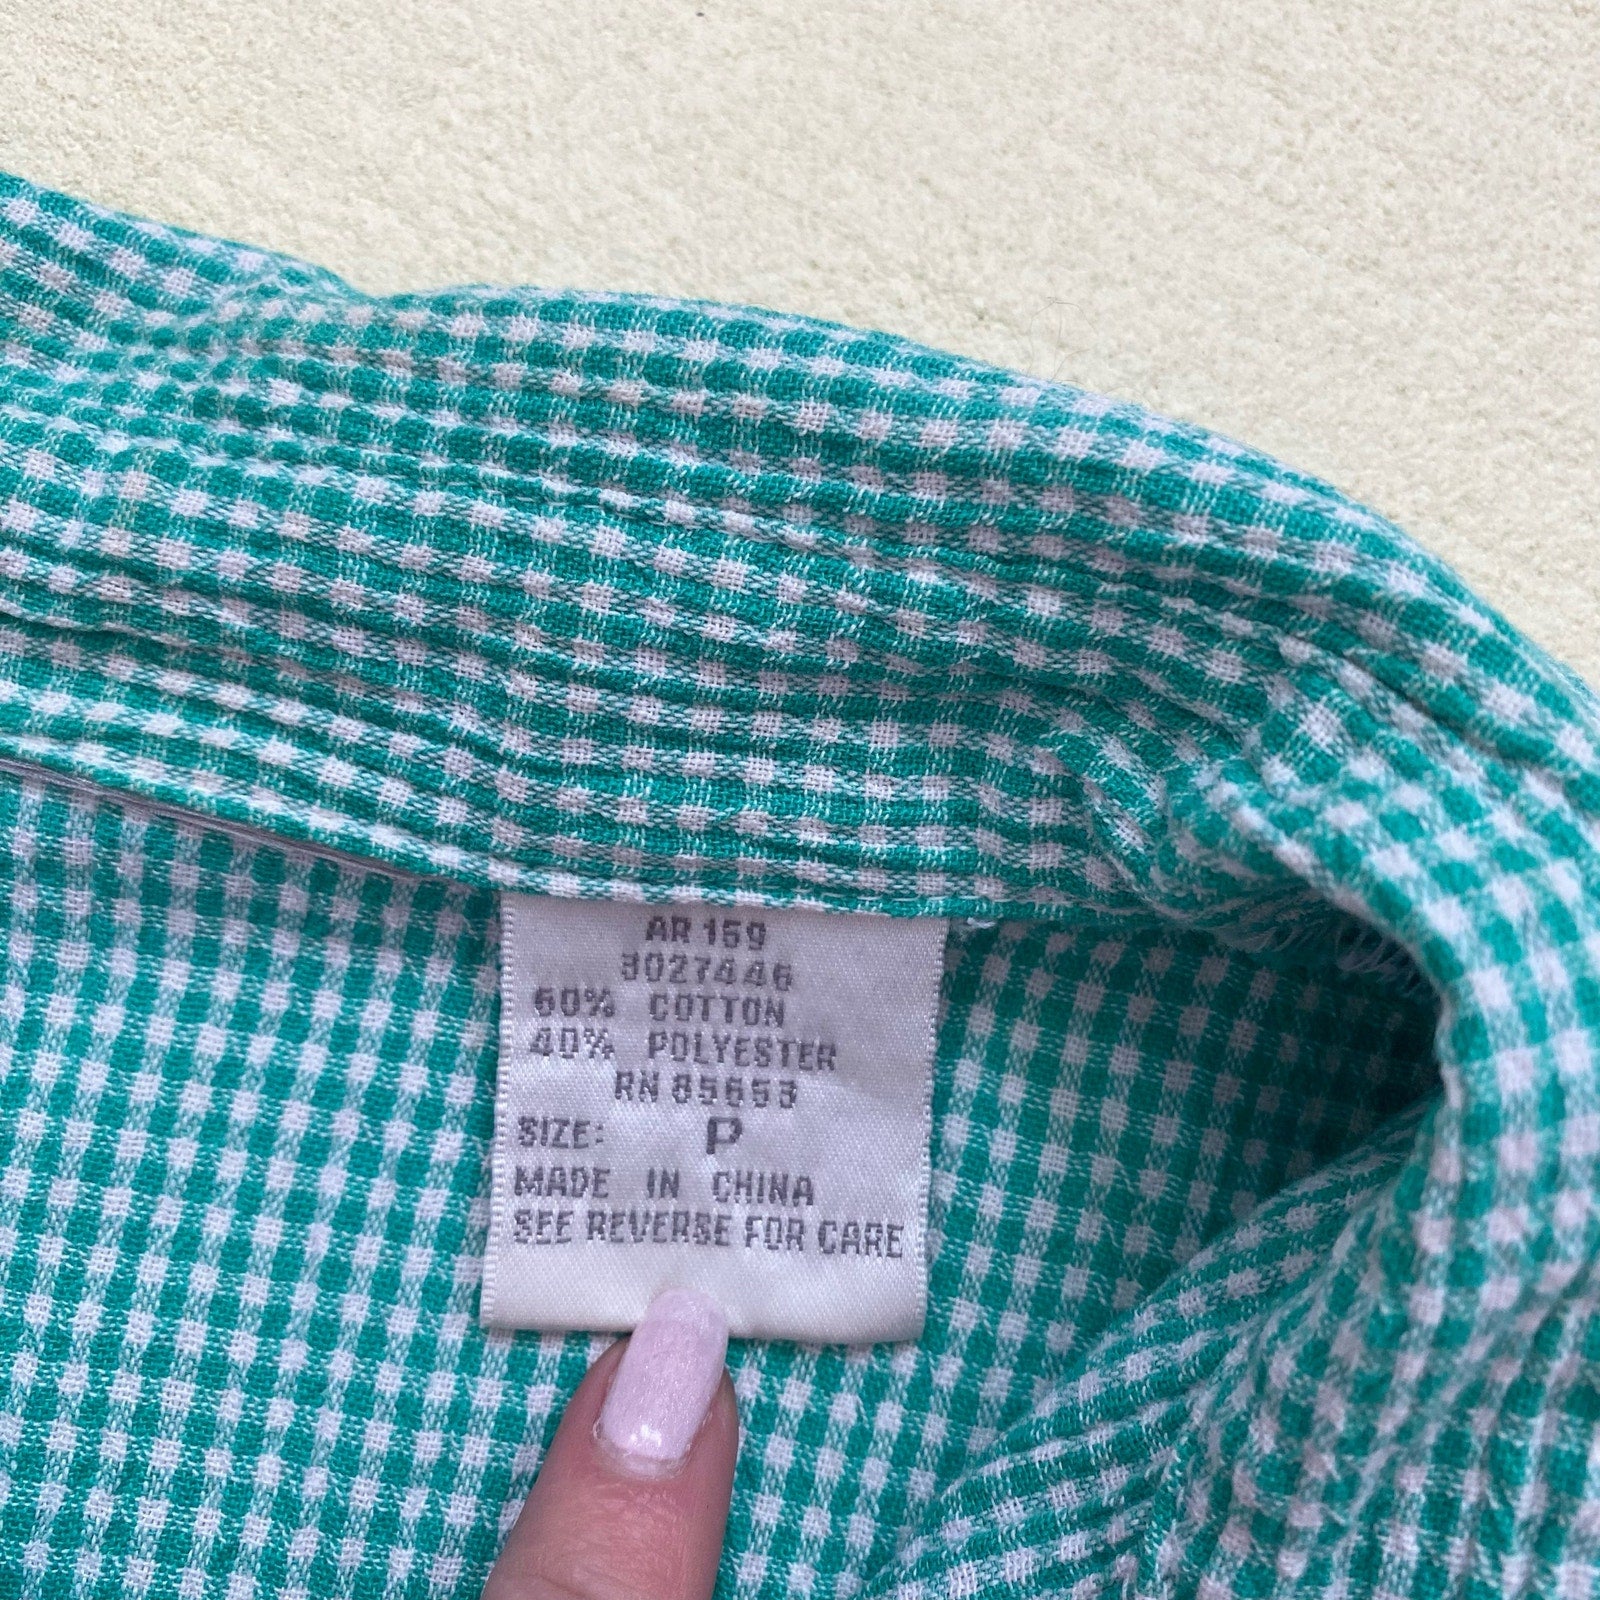 AR 159
3027446
60% COTTON
40% POLYESTER
RN 85653
SIZE: P
MADE IN CHINA
SEE REVERSE FOR CARE